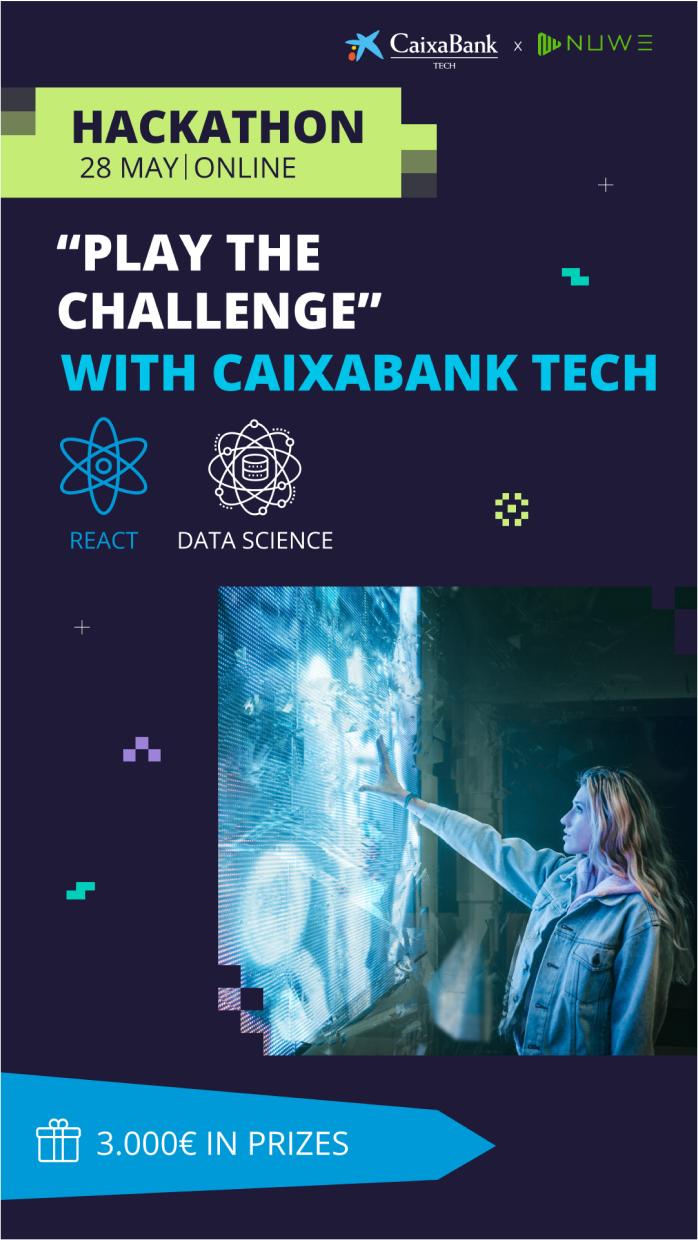 CaixaBank x NUWE
TECH
HACKATHON
28 MAY|ONLINE
“PLAY THE
CHALLENGE”
WITH CAIXABANK TECH
REACT DATA SCIENCE
3.000€ IN PRIZES